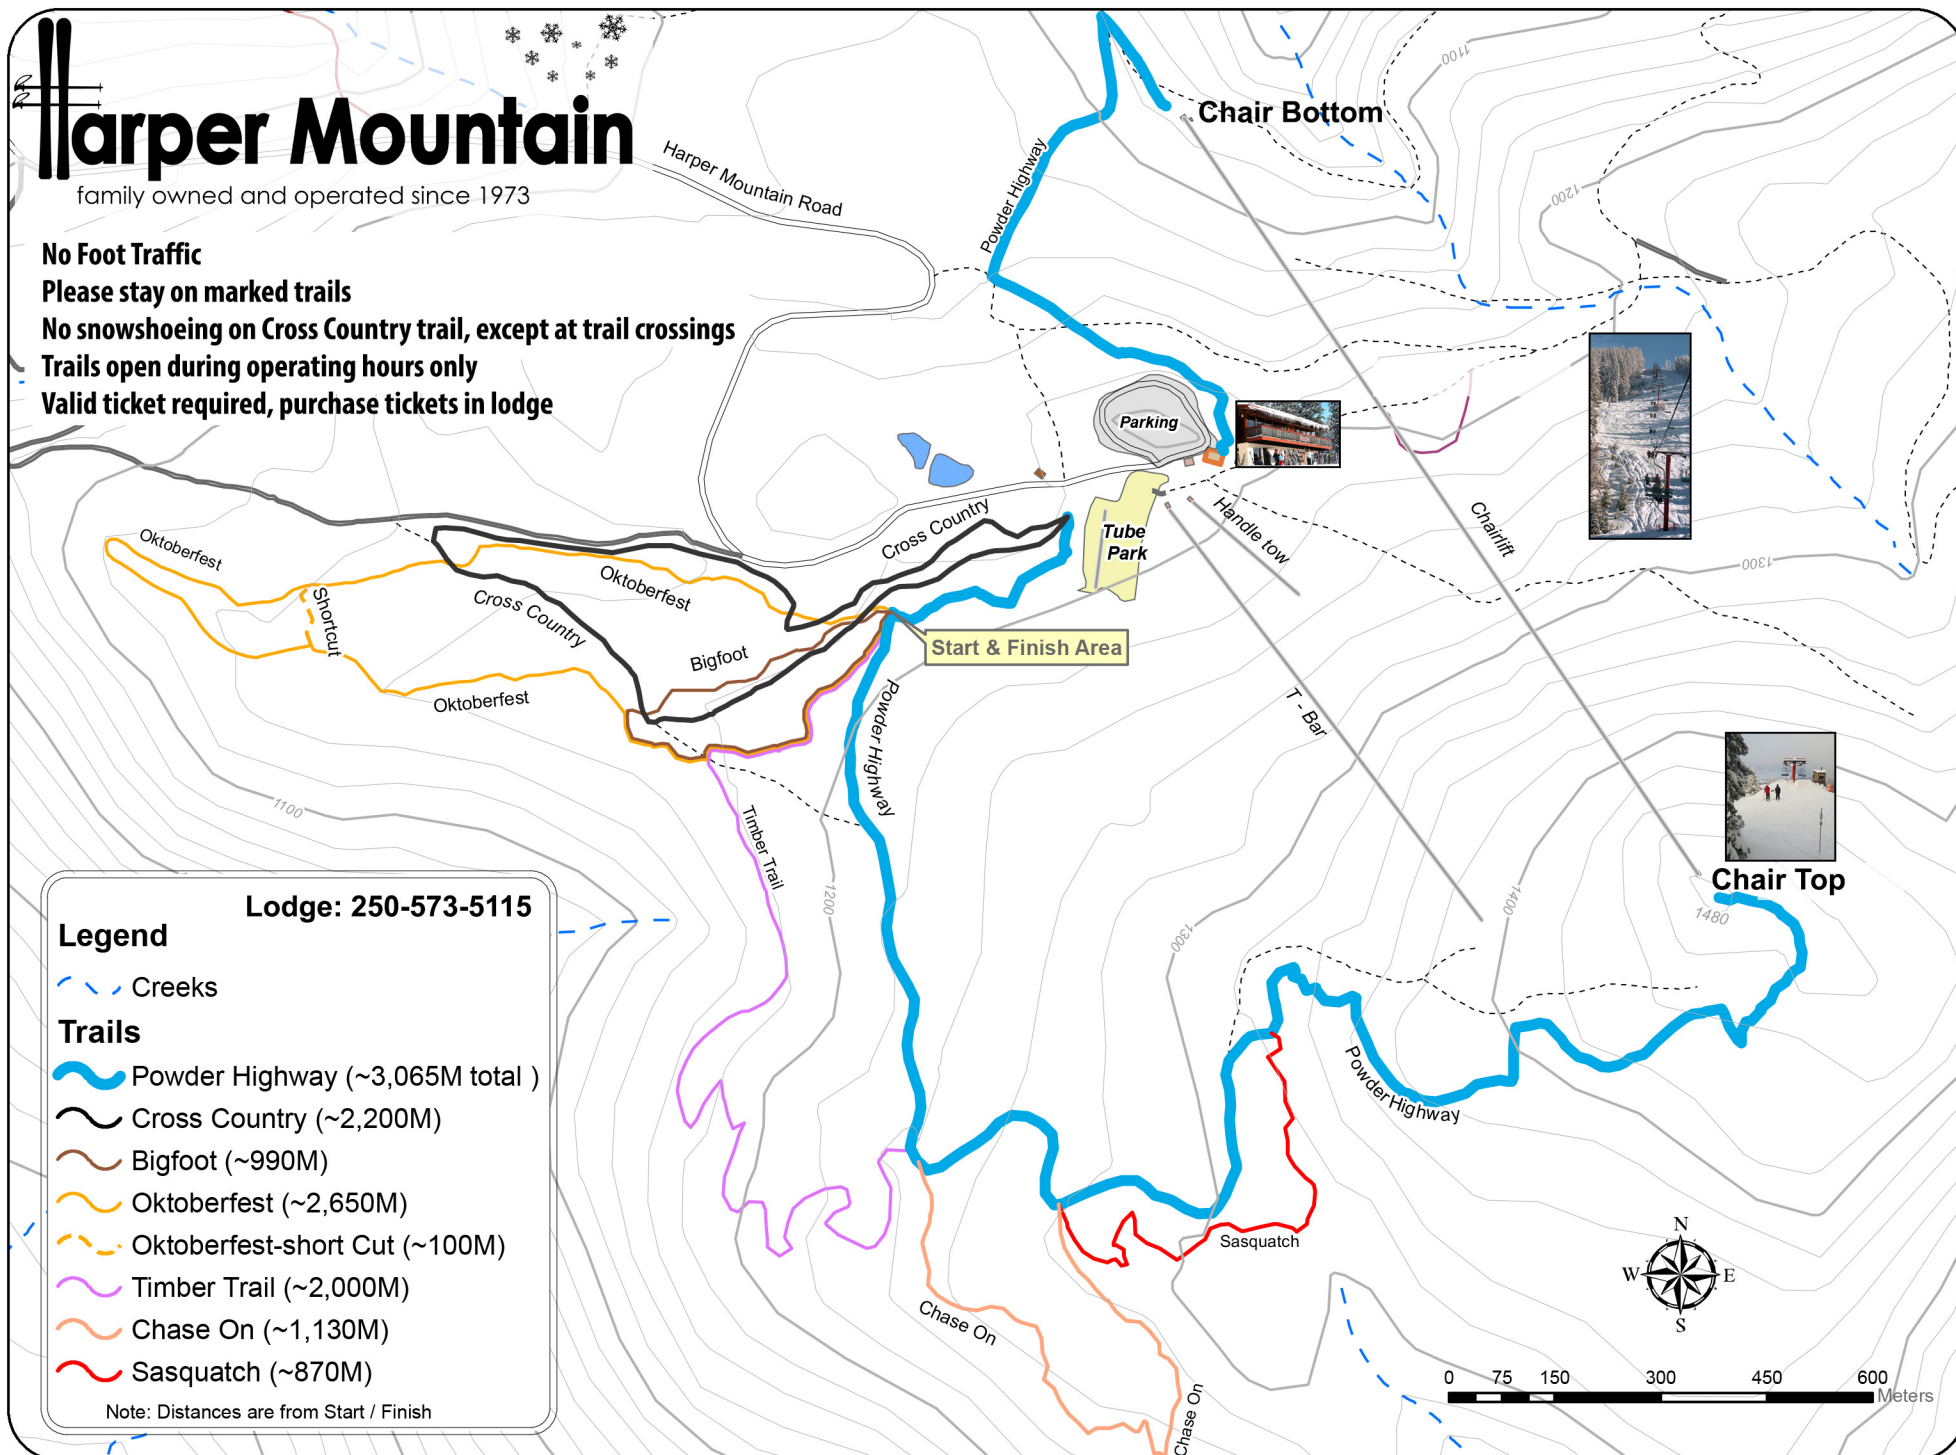 Harper Mountain
family owned and operated since 1973
No Foot Traffic
Please stay on marked trails
No snowshoeing on Cross Country trail, except at trail crossings
Trails open during operating hours only
Valid ticket required, purchase tickets in lodge
Harper Mountain Road
Powder Highway
Chair Bottom
1100
1200
Parking
Cross Country
Tube
Park
Handle tow
Chairlift
1300
Oktoberfest
Shortcut
Oktoberfest
Cross Country
Bigfoot
Start & Finish Area
Oktoberfest
Powder Highway
T - Bar
1100
Timber Trail
1200
1300
1400
Chair Top
1480
Powder Highway
Sasquatch
Chase On
Chase On
Lodge: 250-573-5115
Legend
Creeks
Trails
Powder Highway (~3,065M total )
Cross Country (~2,200M)
Bigfoot (~990M)
Oktoberfest (~2,650M)
Oktoberfest-short Cut (~100M)
Timber Trail (~2,000M)
Chase On (~1,130M)
Sasquatch (~870M)
Note: Distances are from Start / Finish
N
W E
S
0 75 150 300 450 600
Meters